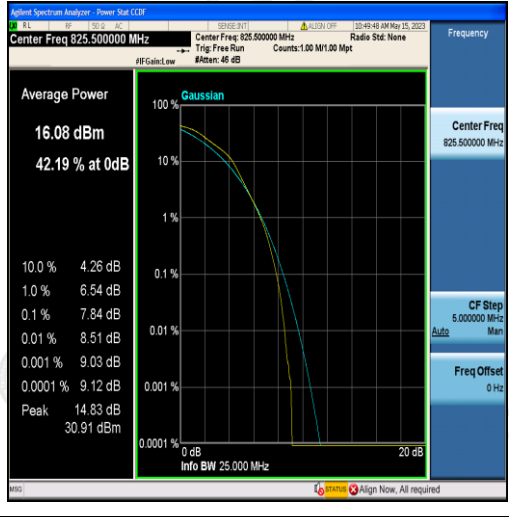 Agilent Spectrum Analyzer - Power Stat CCDF
RL RF 50 Ω AC SENSE:INT ALIGN OFF 10:49:48 AM May 15, 2023
Center Freq 825.500000 MHz
Center Freq: 825.500000 MHz Radio Std: None
Trig: Free Run Counts:1.00 M/1.00 Mpt
#IFGain:Low #Atten: 46 dB
Frequency
Average Power
16.08 dBm
42.19 % at 0dB
10.0 % 4.26 dB
1.0 % 6.54 dB
0.1 % 7.84 dB
0.01 % 8.51 dB
0.001 % 9.03 dB
0.0001 % 9.12 dB
Peak 14.83 dB
30.91 dBm
Gaussian
100 %
10 %
1 %
0.1 %
0.01 %
0.001 %
0.0001 %
0 dB 20 dB
Info BW 25.000 MHz
Center Freq
825.500000 MHz
CF Step
5.000000 MHz
Auto Man
Freq Offset
0 Hz
MSG STATUS Align Now, All required